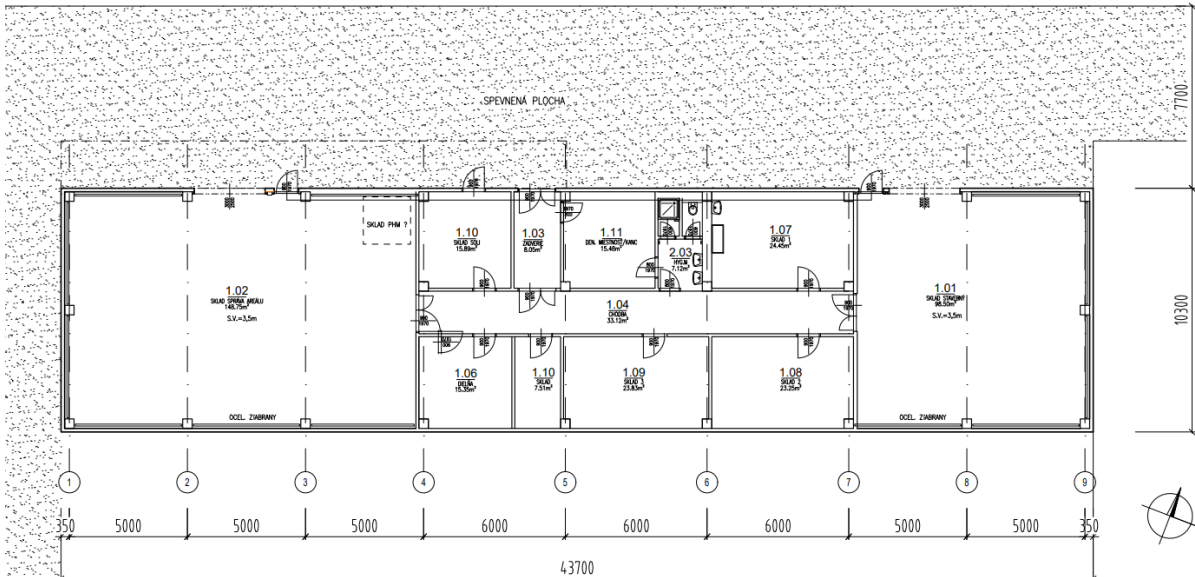 SPEVNENÁ PLOCHA
7700
SKLAD PHM ?
1.10
SKLAD SOLI
15.89m²
1.03
ZÁDVERIE
8.05m²
1.11
DEN. MIESTNOSŤ/KANC
15.48m²
2.03
HYG.M
7.12m²
1.07
SKLAD 1
24.45m²
1.02
SKLAD SPRÁVA AREÁLU
148.75m²
S.V.=3,5m
1.04
CHODBA
33.12m²
1.01
SKLAD STAVEBNÝ
98.50m²
S.V.=3,5m
10300
1.06
DIELŇA
15.35m²
1.10
SKLAD
7.51m²
1.09
SKLAD 3
23.83m²
1.08
SKLAD 2
23.25m²
OCEL. ZÁBRANY
OCEL. ZÁBRANY
1 2 3 4 5 6 7 8 9
350 5000 5000 5000 6000 6000 6000 5000 5000 350
43700